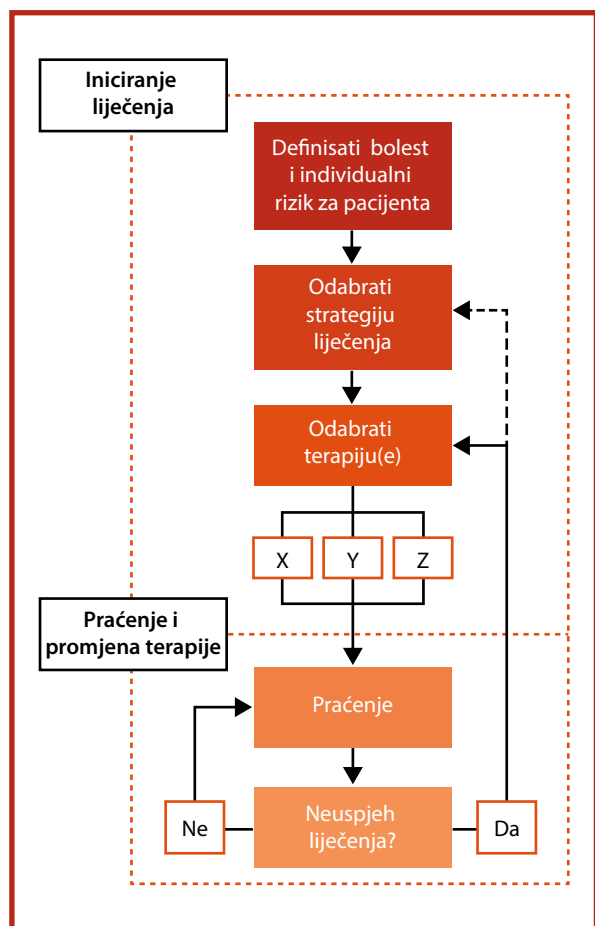 Iniciranje
liječenja
Definisati bolest
i individualni
rizik za pacijenta
Odabrati
strategiju
liječenja
Odabrati
terapiju(e)
X
Y
Z
Praćenje i
promjena terapije
Praćenje
Neuspjeh
liječenja?
Ne
Da